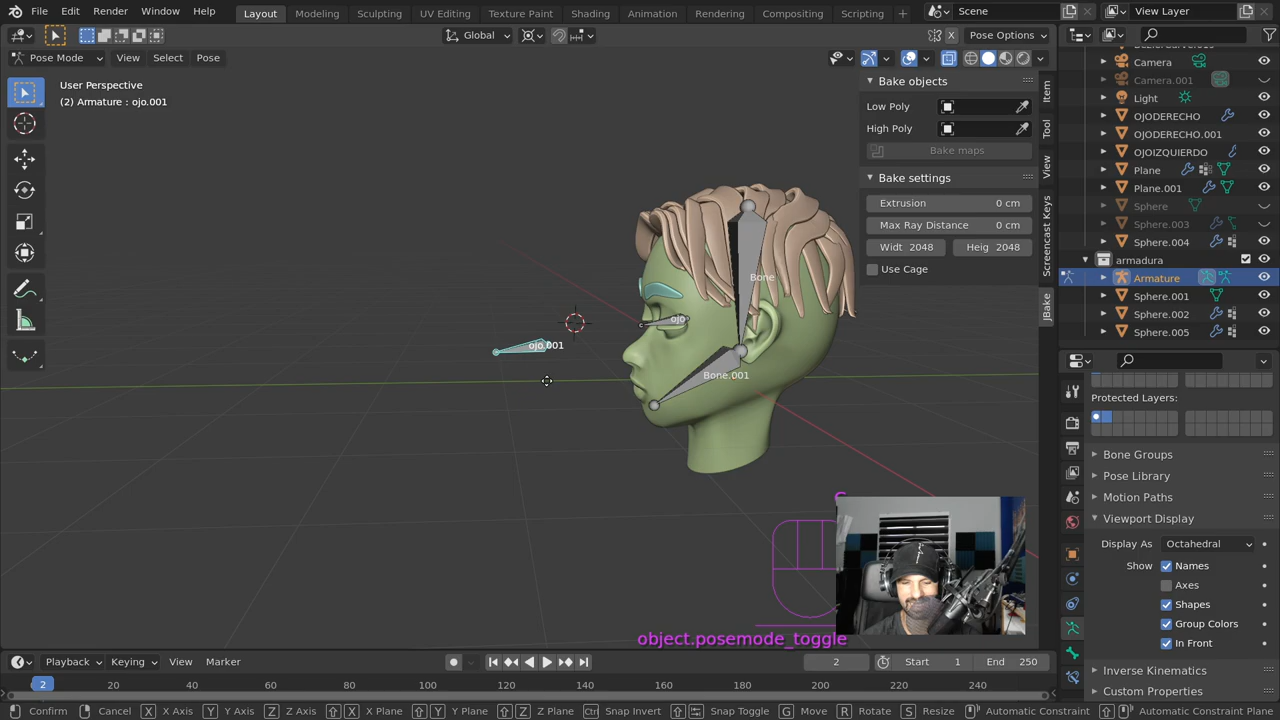 File Edit Render Window Help Layout Modeling Sculpting UV Editing Texture Paint Shading Animation Rendering Compositing Scripting + Scene View Layer
Global X Pose Options
Pose Mode View Select Pose
User Perspective
(2) Armature : ojo.001
Bake objects
Low Poly
High Poly
Bake maps
Bake settings
Extrusion 0 cm
Max Ray Distance 0 cm
Widt 2048 Heig 2048
Use Cage
Item
Tool
View
Screencast Keys
JBake
Bone
ojo
ojo.001
Bone.001
object.posemode_toggle
Camera
Camera.001
Light
OJODERECHO
OJODERECHO.001
OJOIZQUIERDO
Plane
Plane.001
Sphere
Sphere.003
Sphere.004
armadura
Armature
Sphere.001
Sphere.002
Sphere.005
Protected Layers:
Bone Groups
Pose Library
Motion Paths
Viewport Display
Display As Octahedral
Show Names
Axes
Shapes
Group Colors
In Front
Inverse Kinematics
Custom Properties
Playback Keying View Marker 2 Start 1 End 250
2 20 40 60 80 100 120 140 160 180 200 220 240
Confirm Cancel X X Axis Y Y Axis Z Z Axis X X Plane Y Y Plane Z Z Plane Ctrl Snap Invert Snap Toggle G Move R Rotate S Resize Automatic Constraint Automatic Constraint Plane